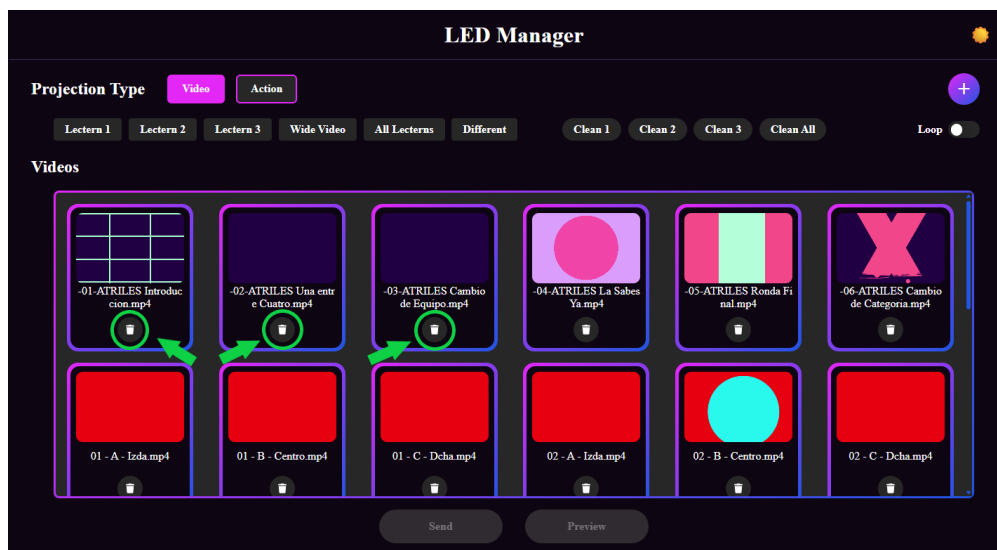 LED Manager
Projection Type Video Action
+
Lectern 1 Lectern 2 Lectern 3 Wide Video All Lecterns Different Clean 1 Clean 2 Clean 3 Clean All Loop
Videos
-01-ATRILES Introduc
cion.mp4
-02-ATRILES Una entr
e Cuatro.mp4
-03-ATRILES Cambio
de Equipo.mp4
-04-ATRILES La Sabes
Ya.mp4
-05-ATRILES Ronda Fi
nal.mp4
-06-ATRILES Cambio
de Categoria.mp4
01 - A - Izda.mp4
01 - B - Centro.mp4
01 - C - Dcha.mp4
02 - A - Izda.mp4
02 - B - Centro.mp4
02 - C - Dcha.mp4
Send Preview